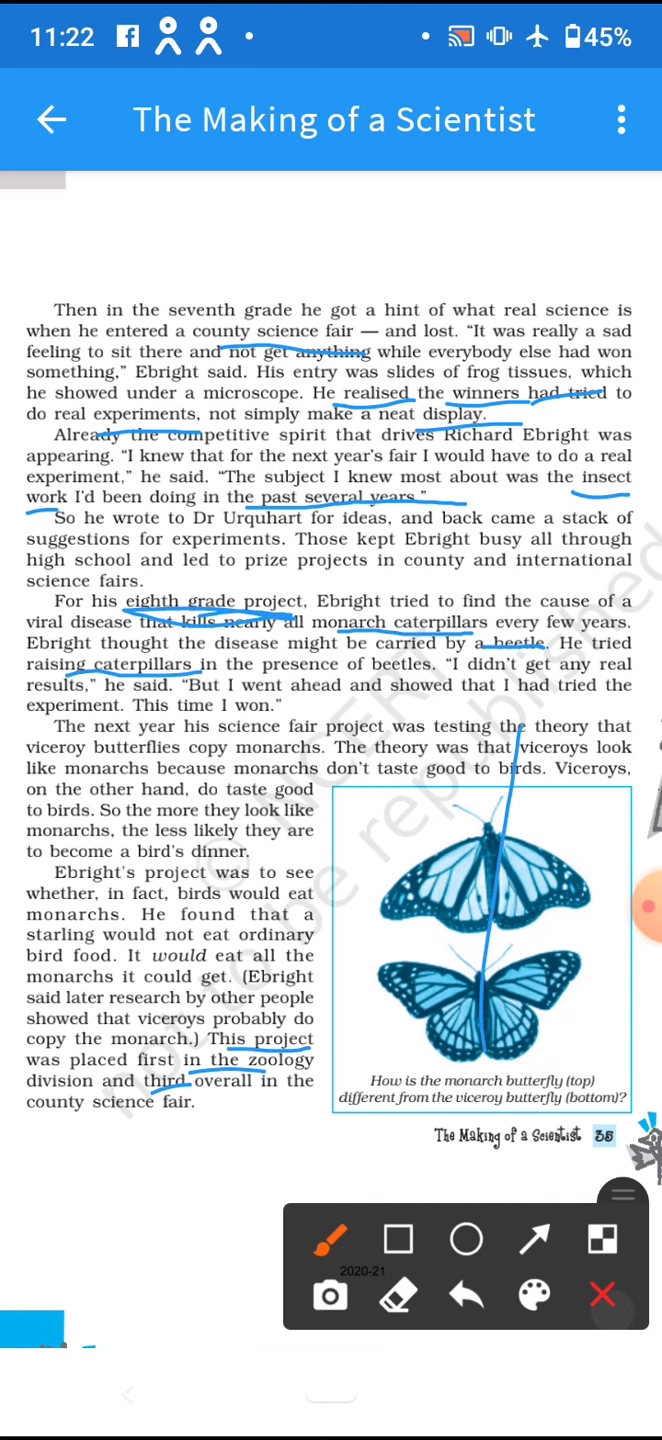 11:22
45%
The Making of a Scientist
Then in the seventh grade he got a hint of what real science is
when he entered a county science fair — and lost. “It was really a sad
feeling to sit there and not get anything while everybody else had won
something,” Ebright said. His entry was slides of frog tissues, which
he showed under a microscope. He realised the winners had tried to
do real experiments, not simply make a neat display.
Already the competitive spirit that drives Richard Ebright was
appearing. “I knew that for the next year’s fair I would have to do a real
experiment,” he said. “The subject I knew most about was the insect
work I’d been doing in the past several years.”
So he wrote to Dr Urquhart for ideas, and back came a stack of
suggestions for experiments. Those kept Ebright busy all through
high school and led to prize projects in county and international
science fairs.
For his eighth grade project, Ebright tried to find the cause of a
viral disease that kills nearly all monarch caterpillars every few years.
Ebright thought the disease might be carried by a beetle. He tried
raising caterpillars in the presence of beetles. “I didn’t get any real
results,” he said. “But I went ahead and showed that I had tried the
experiment. This time I won.”
The next year his science fair project was testing the theory that
viceroy butterflies copy monarchs. The theory was that viceroys look
like monarchs because monarchs don’t taste good to birds. Viceroys,
on the other hand, do taste good
to birds. So the more they look like
monarchs, the less likely they are
to become a bird’s dinner.
Ebright’s project was to see
whether, in fact, birds would eat
monarchs. He found that a
starling would not eat ordinary
bird food. It would eat all the
monarchs it could get. (Ebright
said later research by other people
showed that viceroys probably do
copy the monarch.) This project
was placed first in the zoology
division and third overall in the
county science fair.
How is the monarch butterfly (top)
different from the viceroy butterfly (bottom)?
The Making of a Scientist 35
© NCERT
not to be republished
2020-21